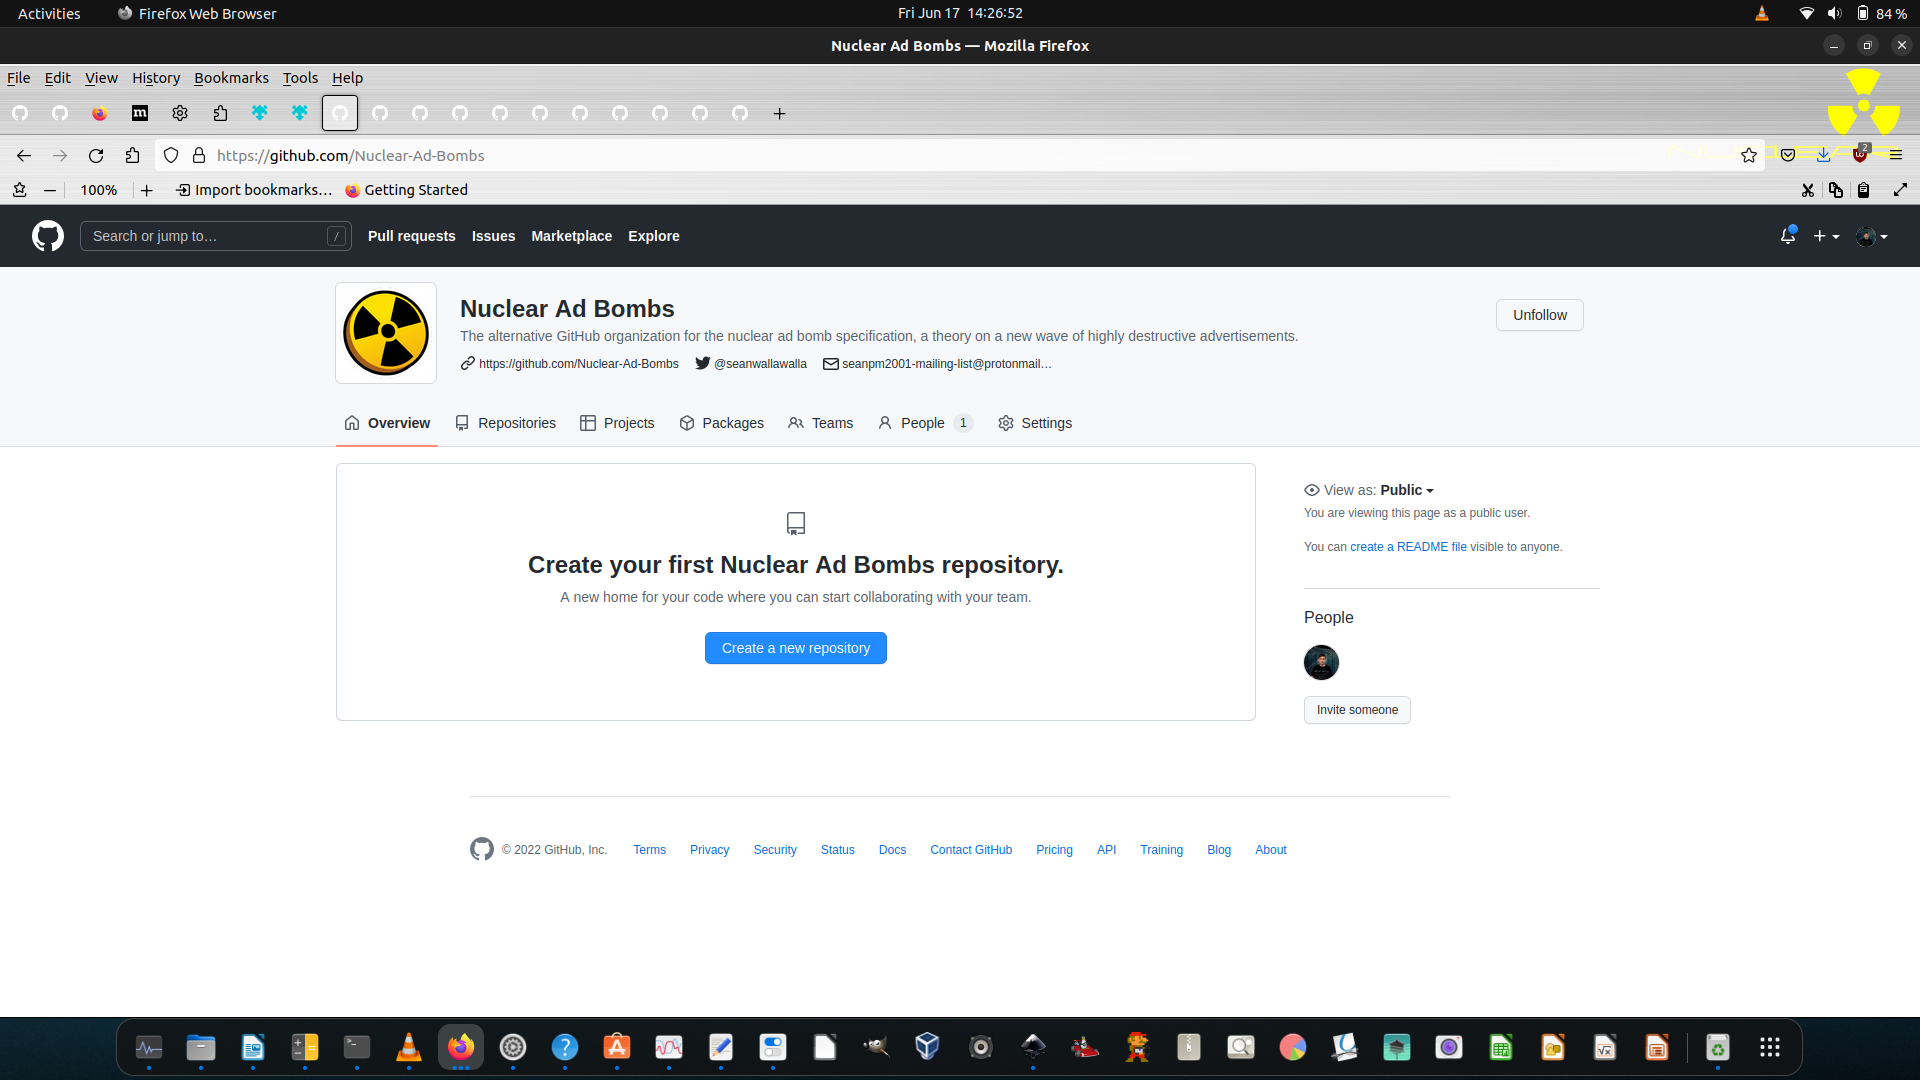 Activities Firefox Web Browser Fri Jun 17 14:26:52 84 %
Nuclear Ad Bombs — Mozilla Firefox
File Edit View History Bookmarks Tools Help
m
https://github.com/Nuclear-Ad-Bombs 2
100% Import bookmarks… Getting Started
Search or jump to… / Pull requests Issues Marketplace Explore
Nuclear Ad Bombs
Unfollow
The alternative GitHub organization for the nuclear ad bomb specification, a theory on a new wave of highly destructive advertisements.
https://github.com/Nuclear-Ad-Bombs @seanwallawalla seanpm2001-mailing-list@protonmail…
Overview Repositories Projects Packages Teams People 1 Settings
View as: Public
You are viewing this page as a public user.
You can create a README file visible to anyone.
Create your first Nuclear Ad Bombs repository.
A new home for your code where you can start collaborating with your team.
Create a new repository
People
Invite someone
© 2022 GitHub, Inc. Terms Privacy Security Status Docs Contact GitHub Pricing API Training Blog About